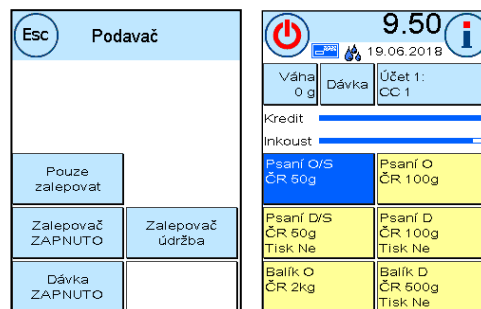 Esc
Podavač
Pouze
zalepovat
Zalepovač
ZAPNUTO
Zalepovač
údržba
Dávka
ZAPNUTO
9.50
19.06.2018
Váha
0 g
Dávka
Účet 1:
CC 1
Kredit
Inkoust
Psaní O/S
ČR 50g
Psaní O
ČR 100g
Psaní D/S
ČR 50g
Tisk Ne
Psaní D
ČR 100g
Tisk Ne
Balík O
ČR 2kg
Balík D
ČR 500g
Tisk Ne